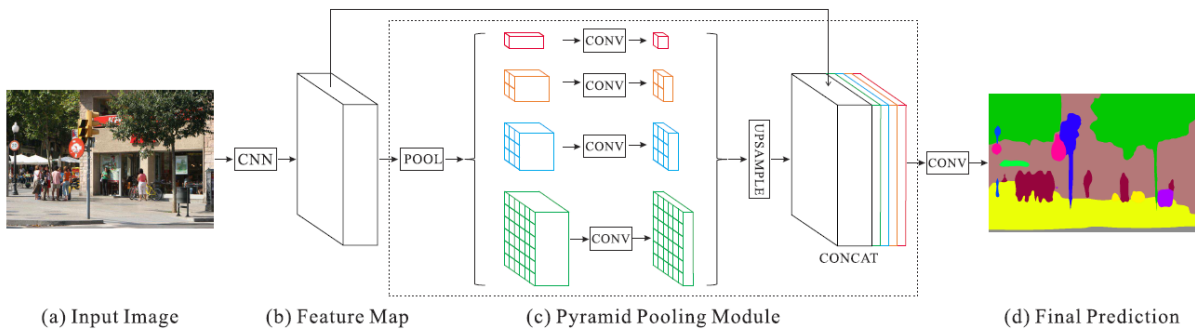 CNN
POOL
CONV
CONV
CONV
CONV
UPSAMPLE
CONCAT
CONV
(a) Input Image
(b) Feature Map
(c) Pyramid Pooling Module
(d) Final Prediction